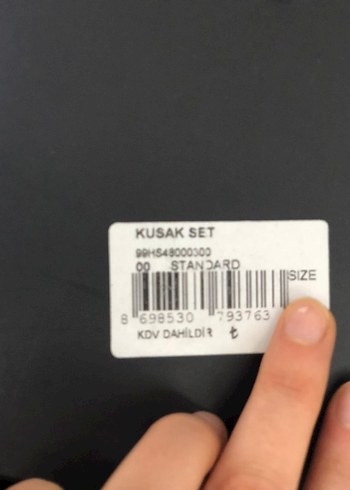 KUSAK SET
99HS48000300
00 STANDARD
SIZE
8 698530 793763
KDV DAHİLDİR ₺